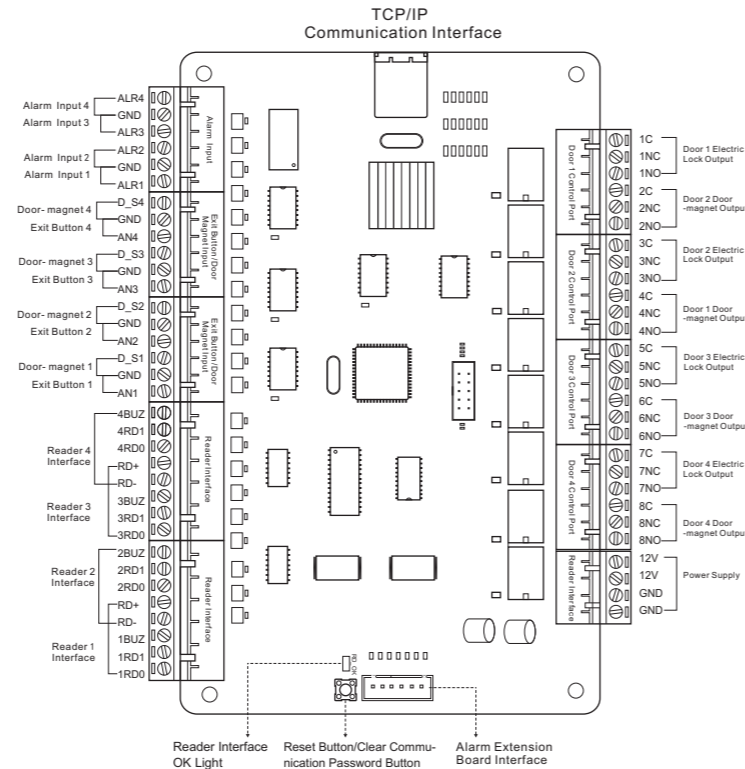 TCP/IP
Communication Interface
Alarm Input 4
Alarm Input 3
Alarm Input 2
Alarm Input 1
Door- magnet 4
Exit Button 4
Door- magnet 3
Exit Button 3
Door- magnet 2
Exit Button 2
Door- magnet 1
Exit Button 1
Reader 4
Interface
Reader 3
Interface
Reader 2
Interface
Reader 1
Interface
ALR4
GND
ALR3
ALR2
GND
ALR1
D_S4
GND
AN4
D_S3
GND
AN3
D_S2
GND
AN2
D_S1
GND
AN1
4BUZ
4RD1
4RD0
RD+
RD-
3BUZ
3RD1
3RD0
2BUZ
2RD1
2RD0
RD+
RD-
1BUZ
1RD1
1RD0
Alarm Input
Exit Button /Door
Magnet Input
Exit Button /Door
Magnet Input
Reader Interface
Reader Interface
RD OK
Door 1 Control Port
Door 2 Control Port
Door 3 Control Port
Door 4 Control Port
Reader Interface
1C
1NC
1NO
2C
2NC
2NO
3C
3NC
3NO
4C
4NC
4NO
5C
5NC
5NO
6C
6NC
6NO
7C
7NC
7NO
8C
8NC
8NO
12V
12V
GND
GND
Door 1 Electric
Lock Output
Door 2 Door
-magnet Output
Door 2 Electric
Lock Output
Door 1 Door
-magnet Output
Door 3 Electric
Lock Output
Door 3 Door
-magnet Output
Door 4 Electric
Lock Output
Door 4 Door
-magnet Output
Power Supply
Reader Interface
OK Light
Reset Button/Clear Commu-
nication Password Button
Alarm Extension
Board Interface